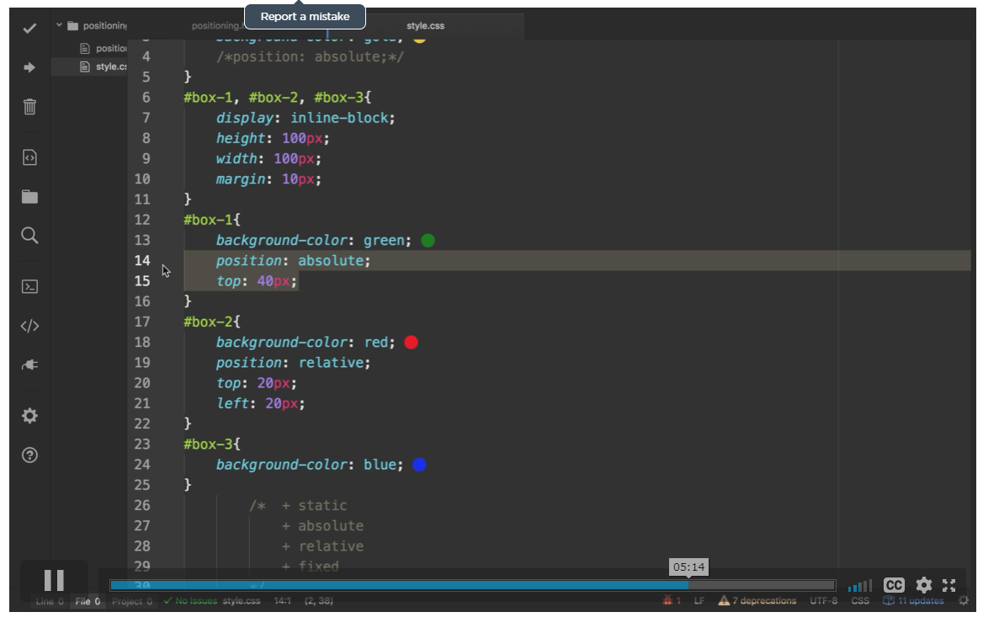 Report a mistake
positioning
positioning.h
style.css
positio
style.cs
3 background-color: gold;
4 /*position: absolute;*/
5 }
6 #box-1, #box-2, #box-3{
7 display: inline-block;
8 height: 100px;
9 width: 100px;
10 margin: 10px;
11 }
12 #box-1{
13 background-color: green;
14 position: absolute;
15 top: 40px;
16 }
17 #box-2{
18 background-color: red;
19 position: relative;
20 top: 20px;
21 left: 20px;
22 }
23 #box-3{
24 background-color: blue;
25 }
26 /* + static
27 + absolute
28 + relative
29 + fixed
30 */
05:14
CC
Line 0 File 0 Project 0 No Issues style.css 14:1 (2, 38) 1 LF 7 deprecations UTF-8 CSS 11 updates